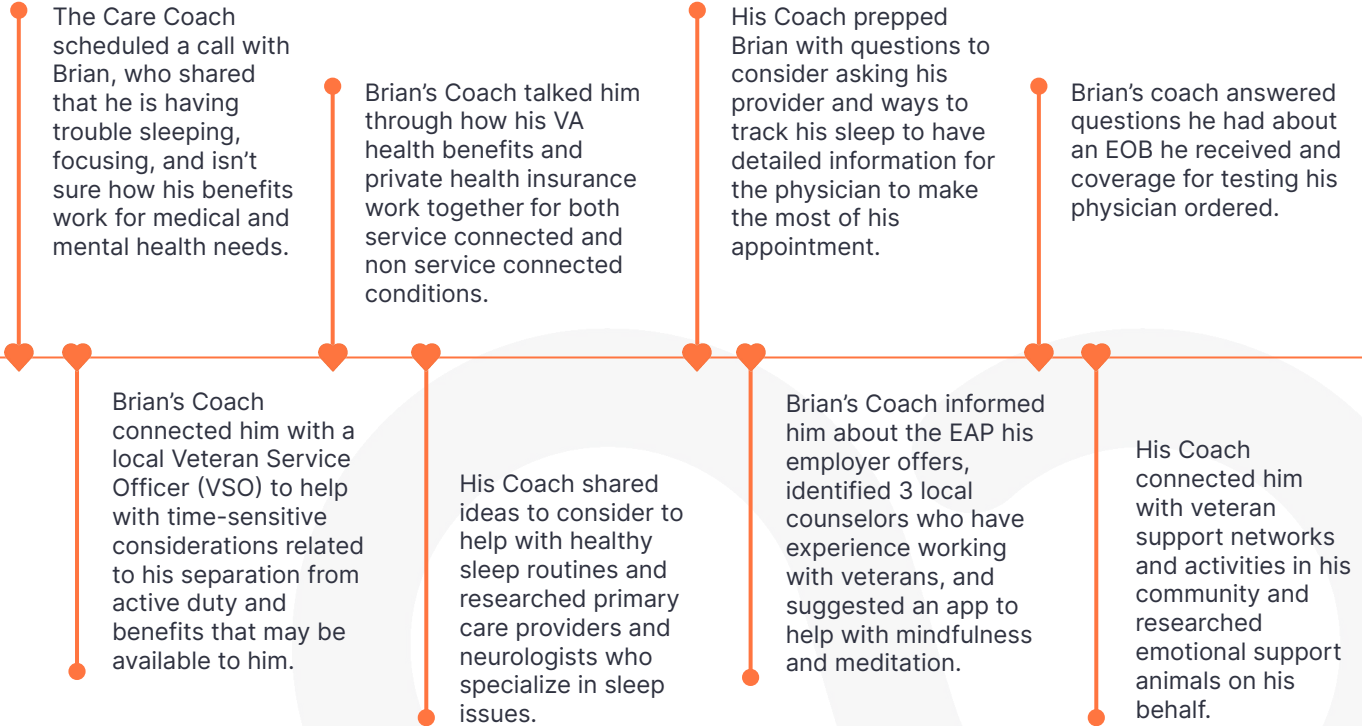 The Care Coach
scheduled a call with
Brian, who shared
that he is having
trouble sleeping,
focusing, and isn’t
sure how his benefits
work for medical and
mental health needs.
Brian’s Coach
connected him with a
local Veteran Service
Officer (VSO) to help
with time-sensitive
considerations related
to his separation from
active duty and
benefits that may be
available to him.
Brian’s Coach talked him
through how his VA
health benefits and
private health insurance
work together for both
service connected and
non service connected
conditions.
His Coach shared
ideas to consider to
help with healthy
sleep routines and
researched primary
care providers and
neurologists who
specialize in sleep
issues.
His Coach prepped
Brian with questions to
consider asking his
provider and ways to
track his sleep to have
detailed information for
the physician to make
the most of his
appointment.
Brian’s Coach informed
him about the EAP his
employer offers,
identified 3 local
counselors who have
experience working
with veterans, and
suggested an app to
help with mindfulness
and meditation.
Brian’s coach answered
questions he had about
an EOB he received and
coverage for testing his
physician ordered.
His Coach
connected him
with veteran
support networks
and activities in his
community and
researched
emotional support
animals on his
behalf.